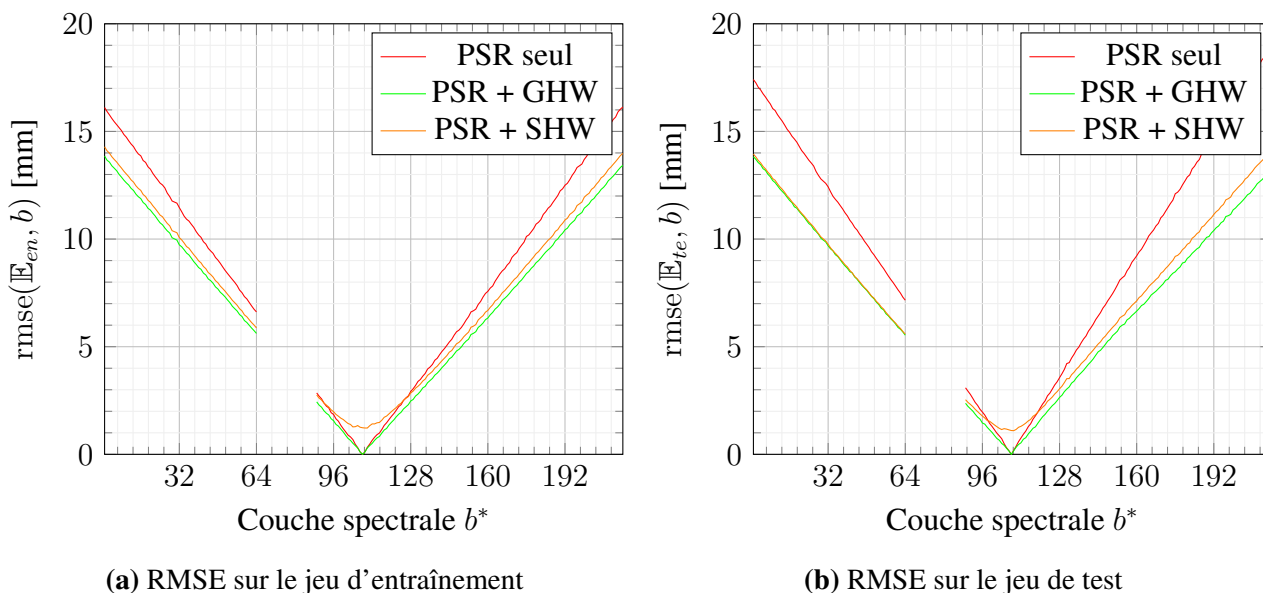 20
15
10
5
0
32 64 96 128 160 192
rmse(𝔼_en, b) [mm]
Couche spectrale b*
PSR seul
PSR + GHW
PSR + SHW
(a) RMSE sur le jeu d'entraînement
20
15
10
5
0
32 64 96 128 160 192
rmse(𝔼_te, b) [mm]
Couche spectrale b*
PSR seul
PSR + GHW
PSR + SHW
(b) RMSE sur le jeu de test